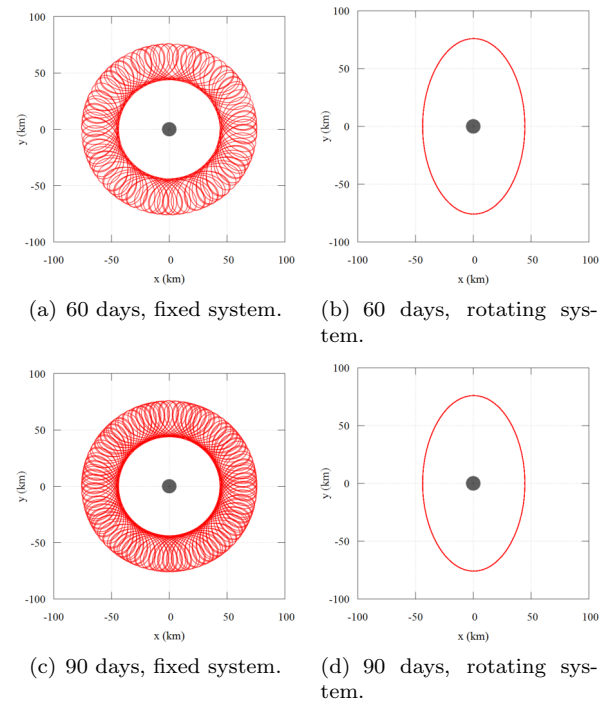 100
50
0
-50
-100
y (km)
-100 -50 0 50 100
x (km)
100
50
0
-50
-100
y (km)
-100 -50 0 50 100
x (km)
(a) 60 days, fixed system.
(b) 60 days, rotating sys-
tem.
100
50
0
-50
-100
y (km)
-100 -50 0 50 100
x (km)
100
50
0
-50
-100
y (km)
-100 -50 0 50 100
x (km)
(c) 90 days, fixed system.
(d) 90 days, rotating sys-
tem.